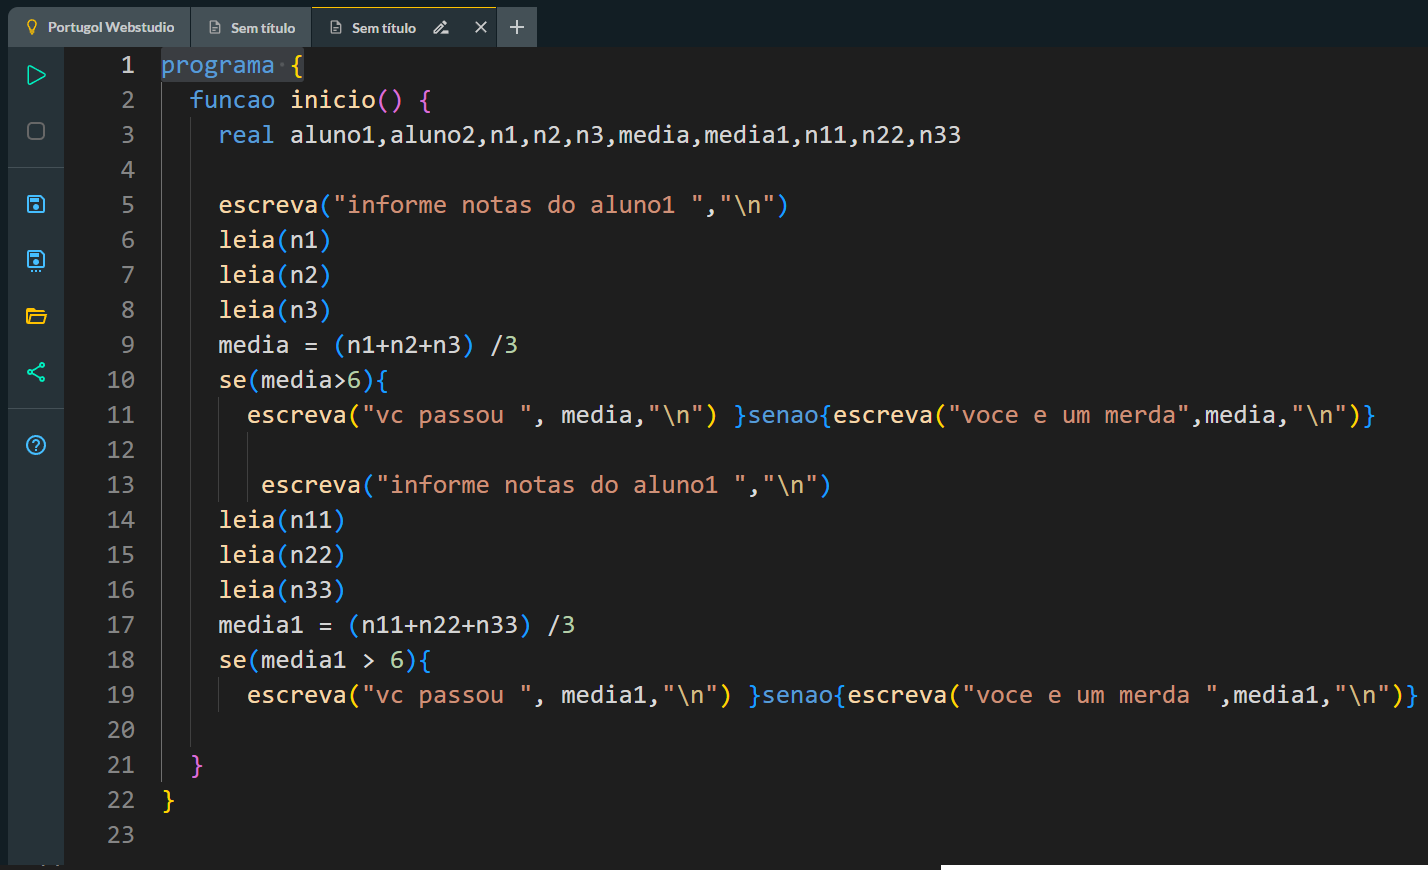 Portugol Webstudio Sem título Sem título
1 programa {
2 funcao inicio() {
3 real aluno1,aluno2,n1,n2,n3,media,media1,n11,n22,n33
4
5 escreva("informe notas do aluno1 ","\n")
6 leia(n1)
7 leia(n2)
8 leia(n3)
9 media = (n1+n2+n3) /3
10 se(media>6){
11 escreva("vc passou ", media,"\n") }senao{escreva("voce e um merda",media,"\n")}
12
13 escreva("informe notas do aluno1 ","\n")
14 leia(n11)
15 leia(n22)
16 leia(n33)
17 media1 = (n11+n22+n33) /3
18 se(media1 > 6){
19 escreva("vc passou ", media1,"\n") }senao{escreva("voce e um merda ",media1,"\n")}
20
21 }
22 }
23